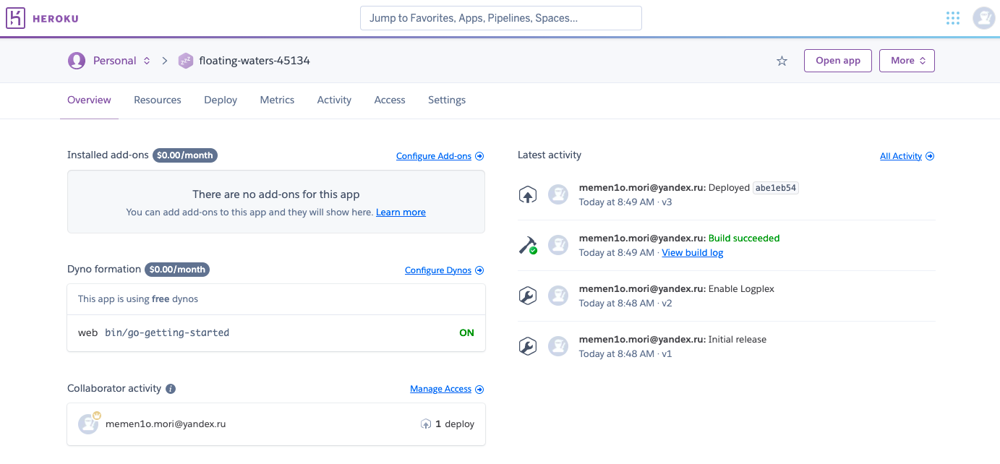 HEROKU
Jump to Favorites, Apps, Pipelines, Spaces...
Personal
floating-waters-45134
Open app
More
Overview
Resources
Deploy
Metrics
Activity
Access
Settings
Installed add-ons $0.00/month
Configure Add-ons
There are no add-ons for this app
You can add add-ons to this app and they will show here. Learn more
Dyno formation $0.00/month
Configure Dynos
This app is using free dynos
web bin/go-getting-started
ON
Collaborator activity i
Manage Access
memen1o.mori@yandex.ru
1 deploy
Latest activity
All Activity
memen1o.mori@yandex.ru: Deployed abe1eb54
Today at 8:49 AM · v3
memen1o.mori@yandex.ru: Build succeeded
Today at 8:49 AM · View build log
memen1o.mori@yandex.ru: Enable Logplex
Today at 8:48 AM · v2
memen1o.mori@yandex.ru: Initial release
Today at 8:48 AM · v1